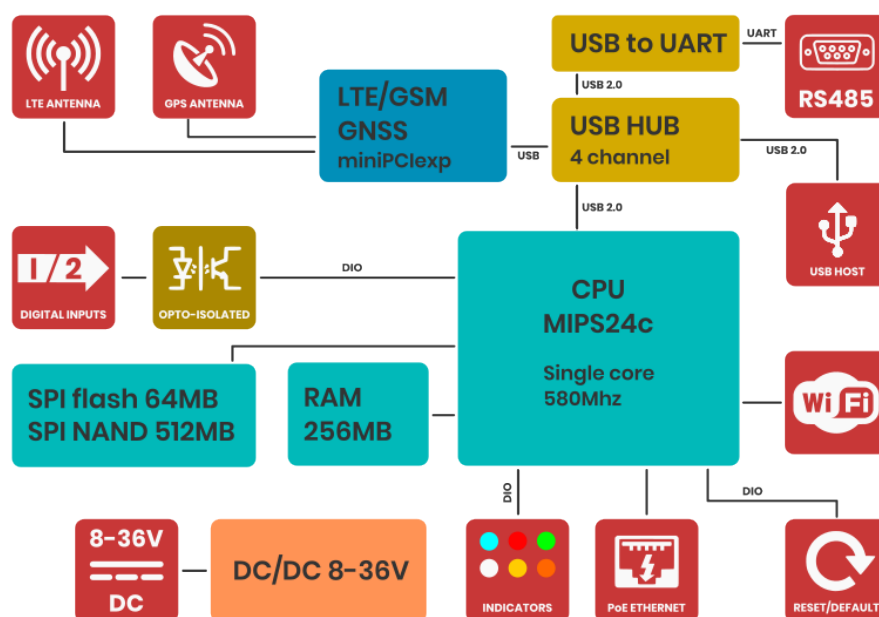 LTE ANTENNA
GPS ANTENNA
LTE/GSM
GNSS
miniPCIexp
USB to UART
UART
RS485
USB 2.0
USB HUB
4 channel
USB
USB 2.0
USB HOST
USB 2.0
1/2
DIGITAL INPUTS
OPTO-ISOLATED
DIO
CPU
MIPS24c
Single core
580Mhz
SPI flash 64MB
SPI NAND 512MB
RAM
256MB
Wi Fi
8-36V
DC
DC/DC 8-36V
DIO
INDICATORS
PoE ETHERNET
DIO
RESET/DEFAULT